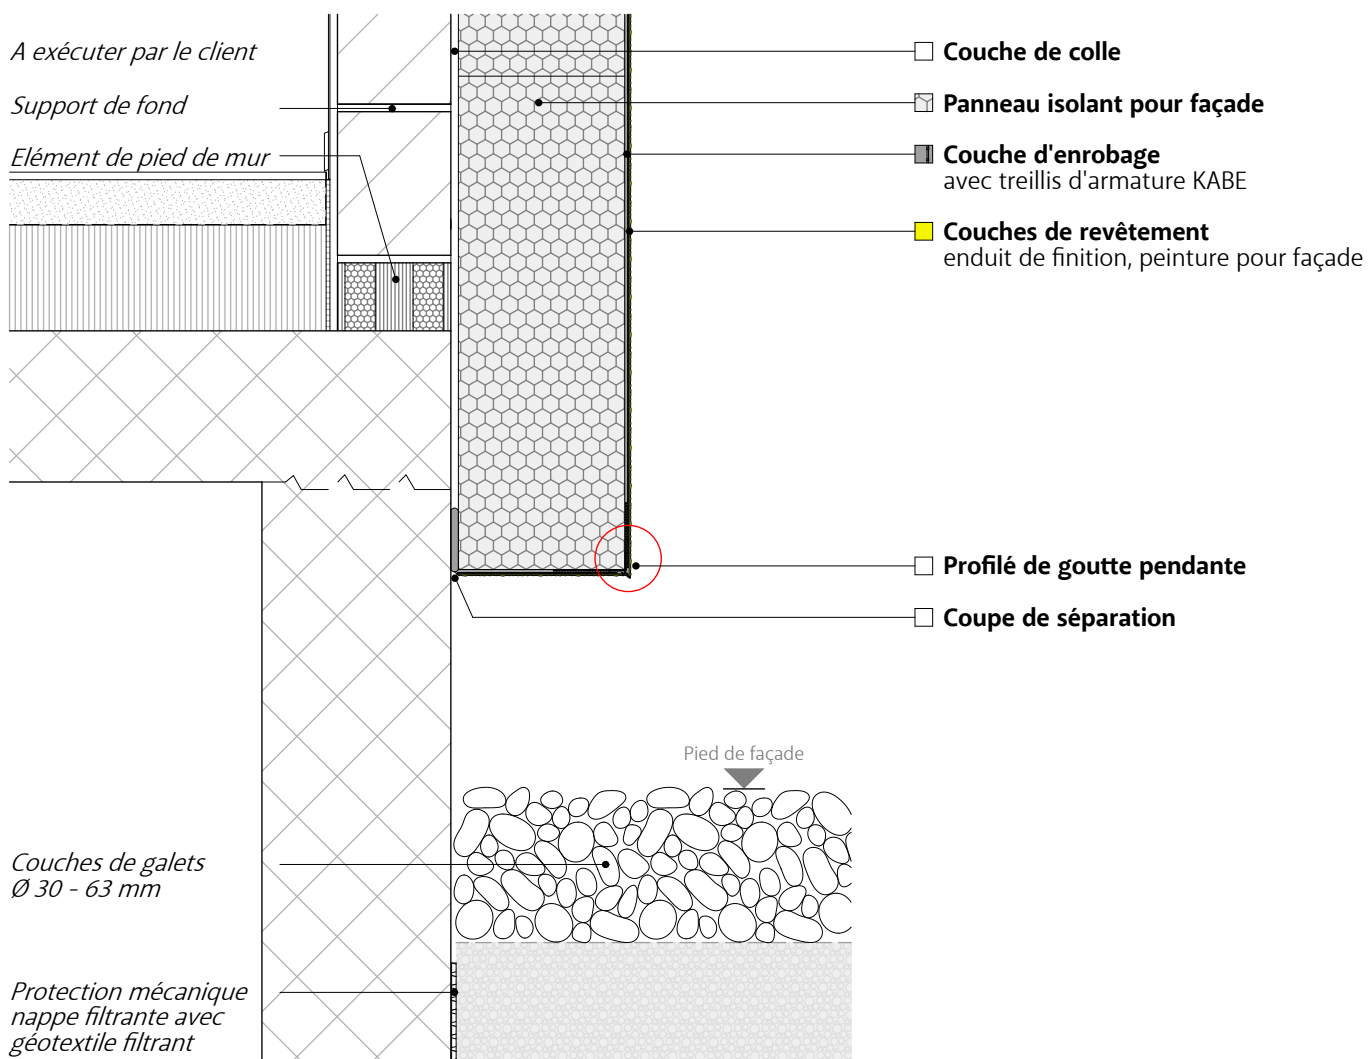 A exécuter par le client
Support de fond
Elément de pied de mur
Couche de colle
Panneau isolant pour façade
Couche d'enrobage
avec treillis d'armature KABE
Couches de revêtement
enduit de finition, peinture pour façade
Profilé de goutte pendante
Coupe de séparation
Pied de façade
Couches de galets
Ø 30 - 63 mm
Protection mécanique
nappe filtrante avec
géotextile filtrant